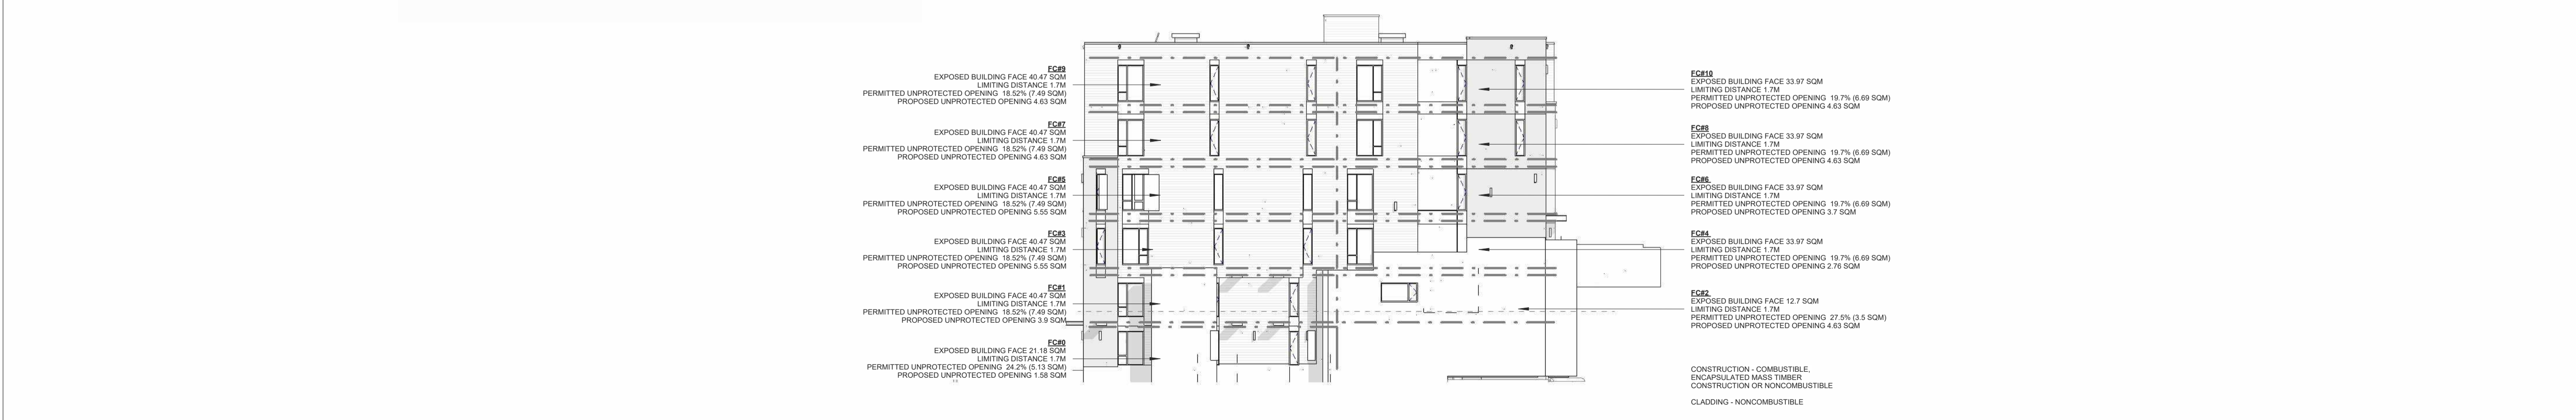 FC#9
EXPOSED BUILDING FACE 40.47 SQM
LIMITING DISTANCE 1.7M
PERMITTED UNPROTECTED OPENING 18.52% (7.49 SQM)
PROPOSED UNPROTECTED OPENING 4.63 SQM
FC#7
EXPOSED BUILDING FACE 40.47 SQM
LIMITING DISTANCE 1.7M
PERMITTED UNPROTECTED OPENING 18.52% (7.49 SQM)
PROPOSED UNPROTECTED OPENING 4.63 SQM
FC#5
EXPOSED BUILDING FACE 40.47 SQM
LIMITING DISTANCE 1.7M
PERMITTED UNPROTECTED OPENING 18.52% (7.49 SQM)
PROPOSED UNPROTECTED OPENING 5.55 SQM
FC#3
EXPOSED BUILDING FACE 40.47 SQM
LIMITING DISTANCE 1.7M
PERMITTED UNPROTECTED OPENING 18.52% (7.49 SQM)
PROPOSED UNPROTECTED OPENING 5.55 SQM
FC#1
EXPOSED BUILDING FACE 40.47 SQM
LIMITING DISTANCE 1.7M
PERMITTED UNPROTECTED OPENING 18.52% (7.49 SQM)
PROPOSED UNPROTECTED OPENING 3.9 SQM
FC#0
EXPOSED BUILDING FACE 21.18 SQM
LIMITING DISTANCE 1.7M
PERMITTED UNPROTECTED OPENING 24.2% (5.13 SQM)
PROPOSED UNPROTECTED OPENING 1.58 SQM
FC#10
EXPOSED BUILDING FACE 33.97 SQM
LIMITING DISTANCE 1.7M
PERMITTED UNPROTECTED OPENING 19.7% (6.69 SQM)
PROPOSED UNPROTECTED OPENING 4.63 SQM
FC#8
EXPOSED BUILDING FACE 33.97 SQM
LIMITING DISTANCE 1.7M
PERMITTED UNPROTECTED OPENING 19.7% (6.69 SQM)
PROPOSED UNPROTECTED OPENING 4.63 SQM
FC#6
EXPOSED BUILDING FACE 33.97 SQM
LIMITING DISTANCE 1.7M
PERMITTED UNPROTECTED OPENING 19.7% (6.69 SQM)
PROPOSED UNPROTECTED OPENING 3.7 SQM
FC#4
EXPOSED BUILDING FACE 33.97 SQM
LIMITING DISTANCE 1.7M
PERMITTED UNPROTECTED OPENING 19.7% (6.69 SQM)
PROPOSED UNPROTECTED OPENING 2.76 SQM
FC#2
EXPOSED BUILDING FACE 12.7 SQM
LIMITING DISTANCE 1.7M
PERMITTED UNPROTECTED OPENING 27.5% (3.5 SQM)
PROPOSED UNPROTECTED OPENING 4.63 SQM
CONSTRUCTION - COMBUSTIBLE,
ENCAPSULATED MASS TIMBER
CONSTRUCTION OR NONCOMBUSTIBLE
CLADDING - NONCOMBUSTIBLE